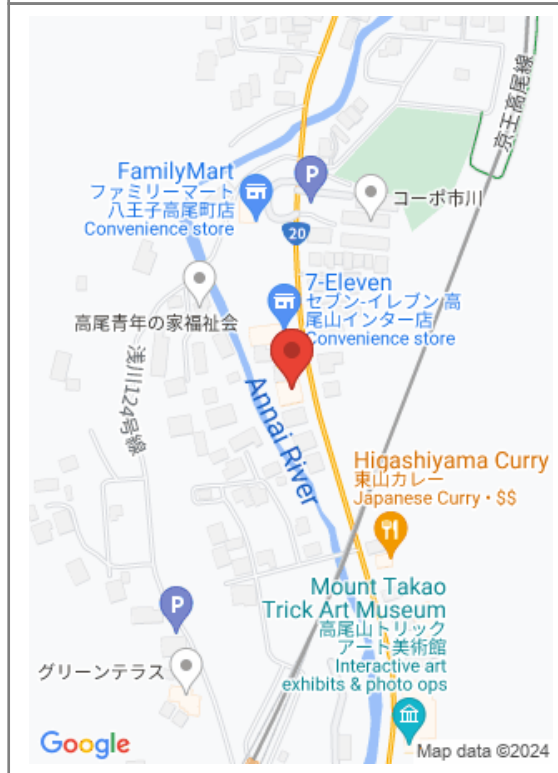 京王高尾線
FamilyMart
ファミリーマート
八王子高尾町店
Convenience store
P
コーポ市川
20
7-Eleven
セブン-イレブン 高
尾山インター店
Convenience store
高尾青年の家福祉会
浅川124号線
Annai River
Higashiyama Curry
東山カレー
Japanese Curry • $$
Mount Takao
Trick Art Museum
高尾山トリック
アート美術館
Interactive art
exhibits & photo ops
P
グリーンテラス
Google
Map data ©2024